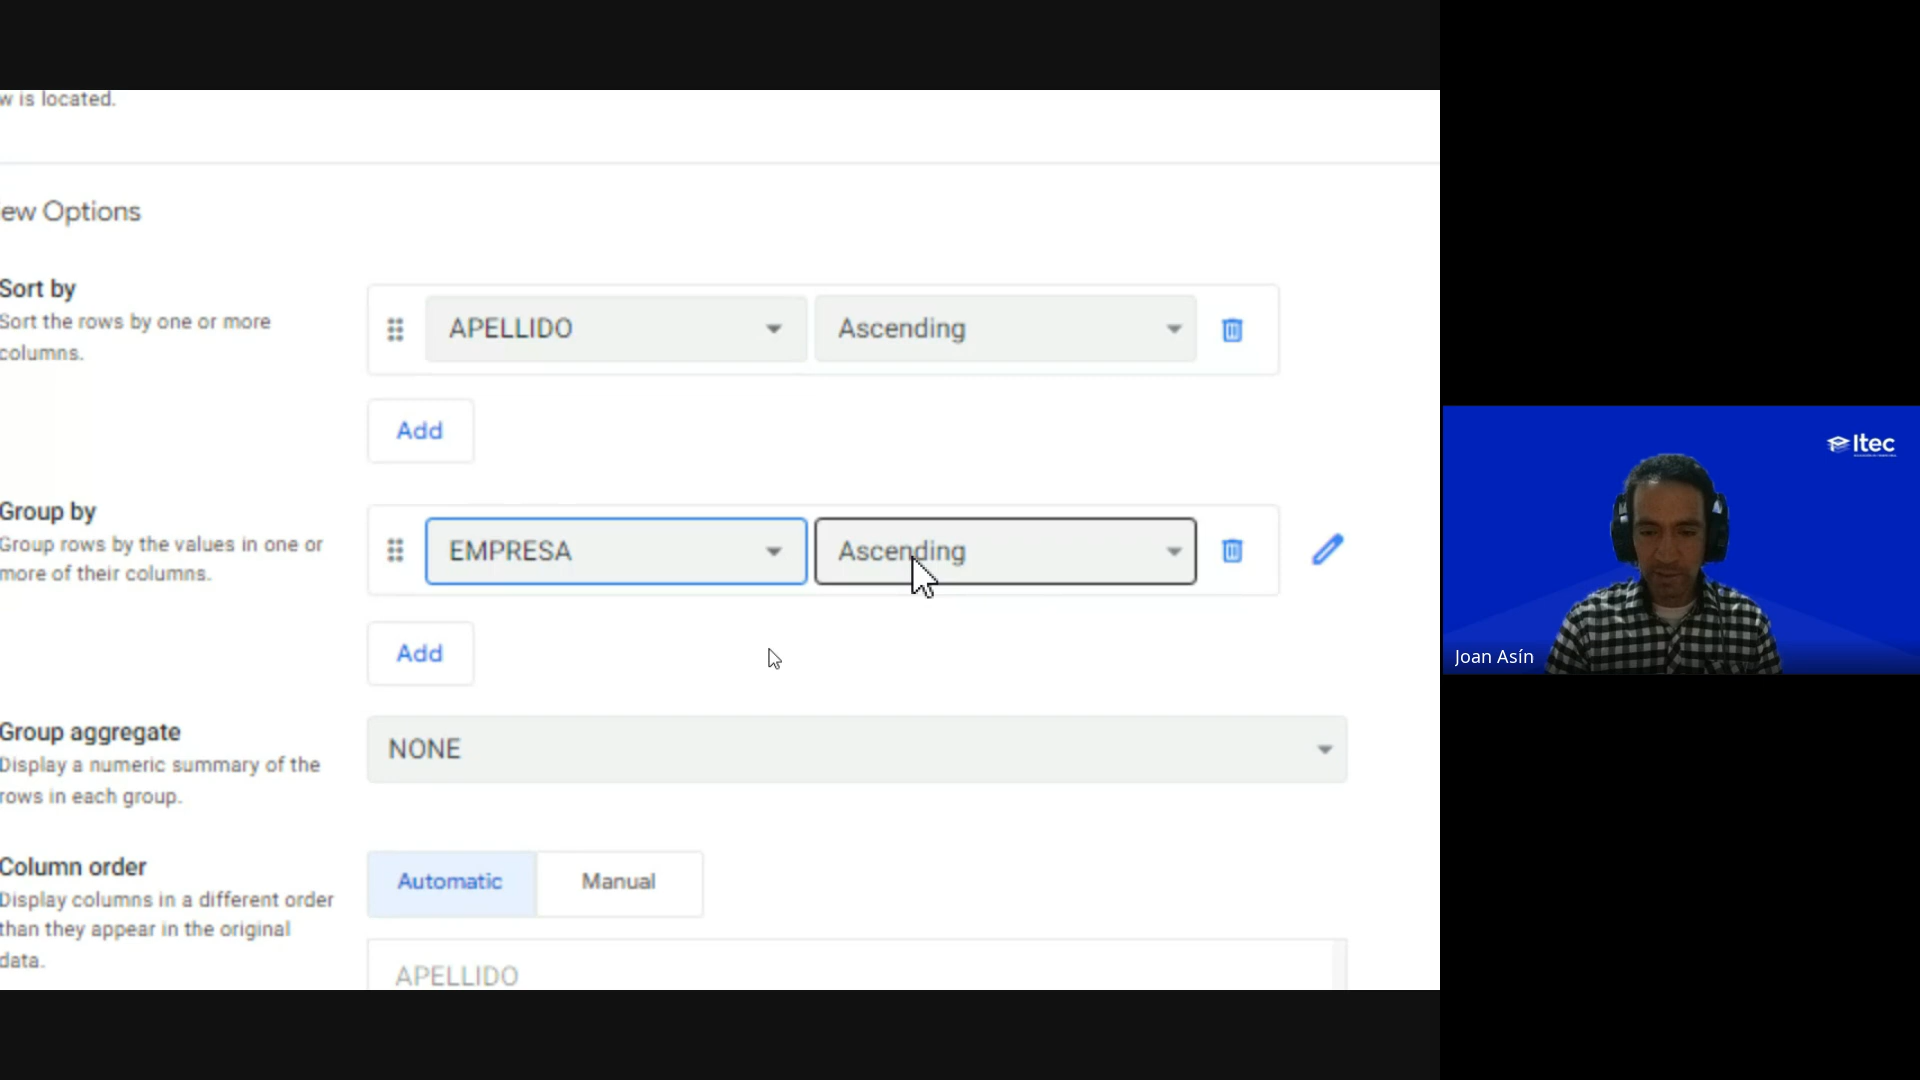 w is located.
ew Options
Sort by
Sort the rows by one or more
columns.
APELLIDO
Ascending
Add
Group by
Group rows by the values in one or
more of their columns.
EMPRESA
Ascending
Add
Group aggregate
Display a numeric summary of the
rows in each group.
NONE
Column order
Display columns in a different order
than they appear in the original
data.
Automatic
Manual
APELLIDO
Itec
Joan Asín